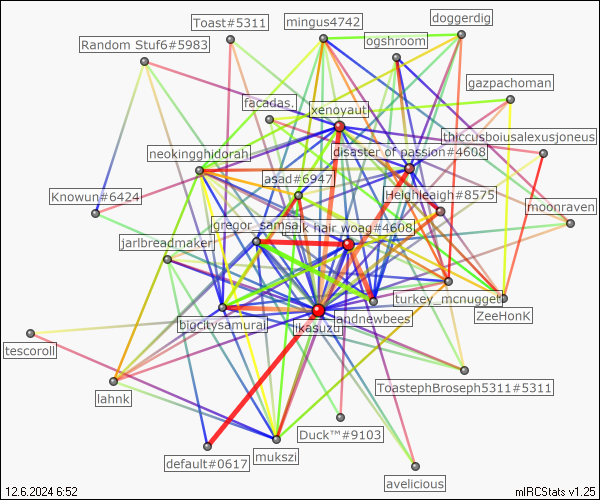 Toast#5311
mingus4742
doggerdig
Random Stuf6#5983
ogshroom
gazpachoman
facadas.
xenoyaut
thiccusboiusalexusjoneus
neokingghidorah
disaster of passion#4608
asad#6947
Knowun#6424
Heighleaigh#8575
moonraven
gregor_samsa
hair woag#4608
jarlbreadmaker
turkey_mcnugget
ZeeHonK
bigcitysamurai
ikasuzu
landnewbees
tescoroll
ToastephBroseph5311#5311
lahnk
Duck™#9103
default#0617
mukszi
avelicious
12.6.2024 6:52
mIRCStats v1.25